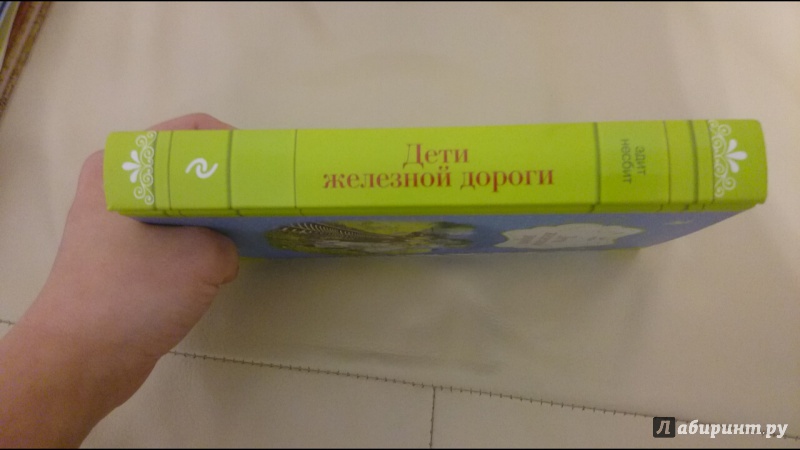 Дети
железной дороги
эдит
несбит
Лабиринт.ру